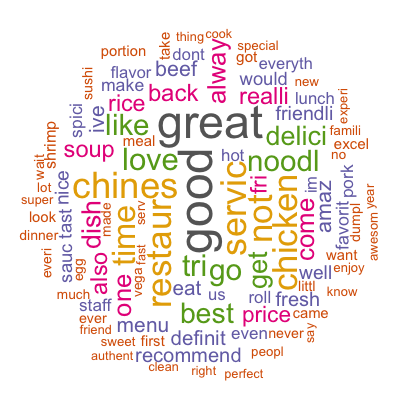 thing cook
portion take special
dont got
sushi flavor beef alway everyth
make would new
spici ive rice back realli lunch experi
like great friendli famili
shrimp soup meal delici excel
wait love hot noodl no
lot nice chines good fri im pork year
super tast dish made serv servic not chicken amaz favorit dumpl awesom
look time restaur come
dinner sauc want
everi also egg vega fast tri go get well enjoy
much one eat us roll fresh littl know
staff best price came
ever menu even never say
friend definit
sweet first peopl
authent recommend
clean right perfect